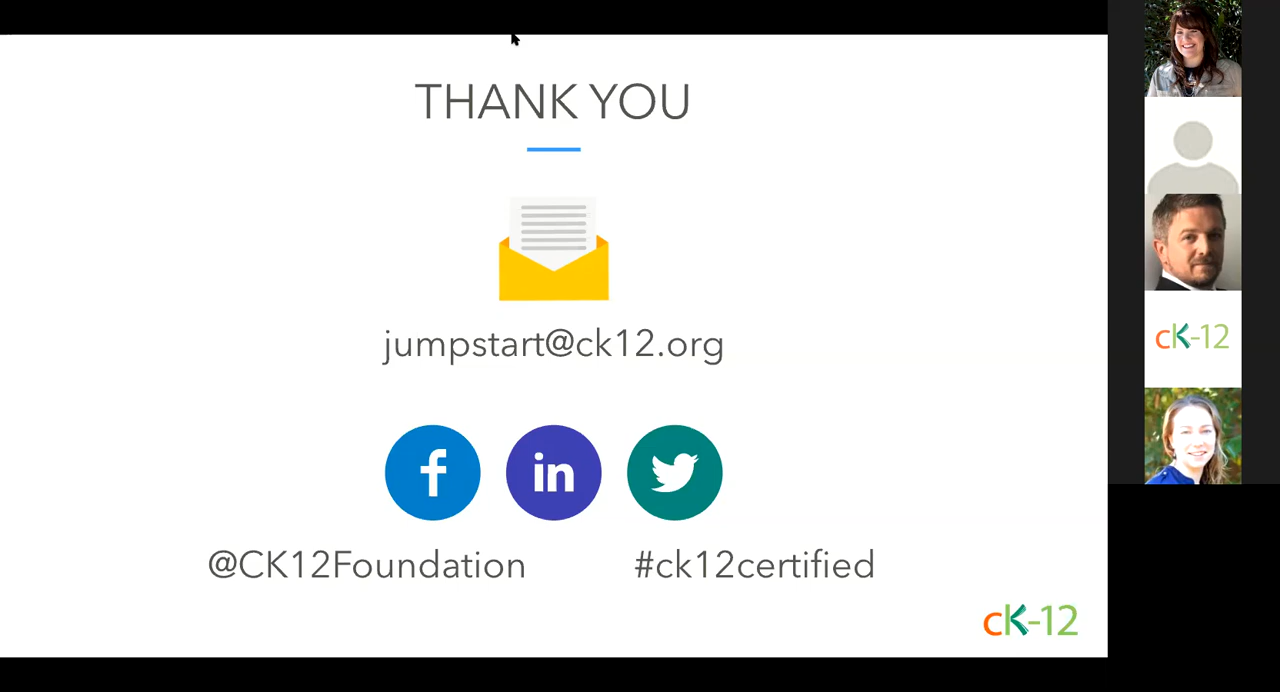 THANK YOU
jumpstart@ck12.org
f in
@CK12Foundation #ck12certified
cK-12
cK-12